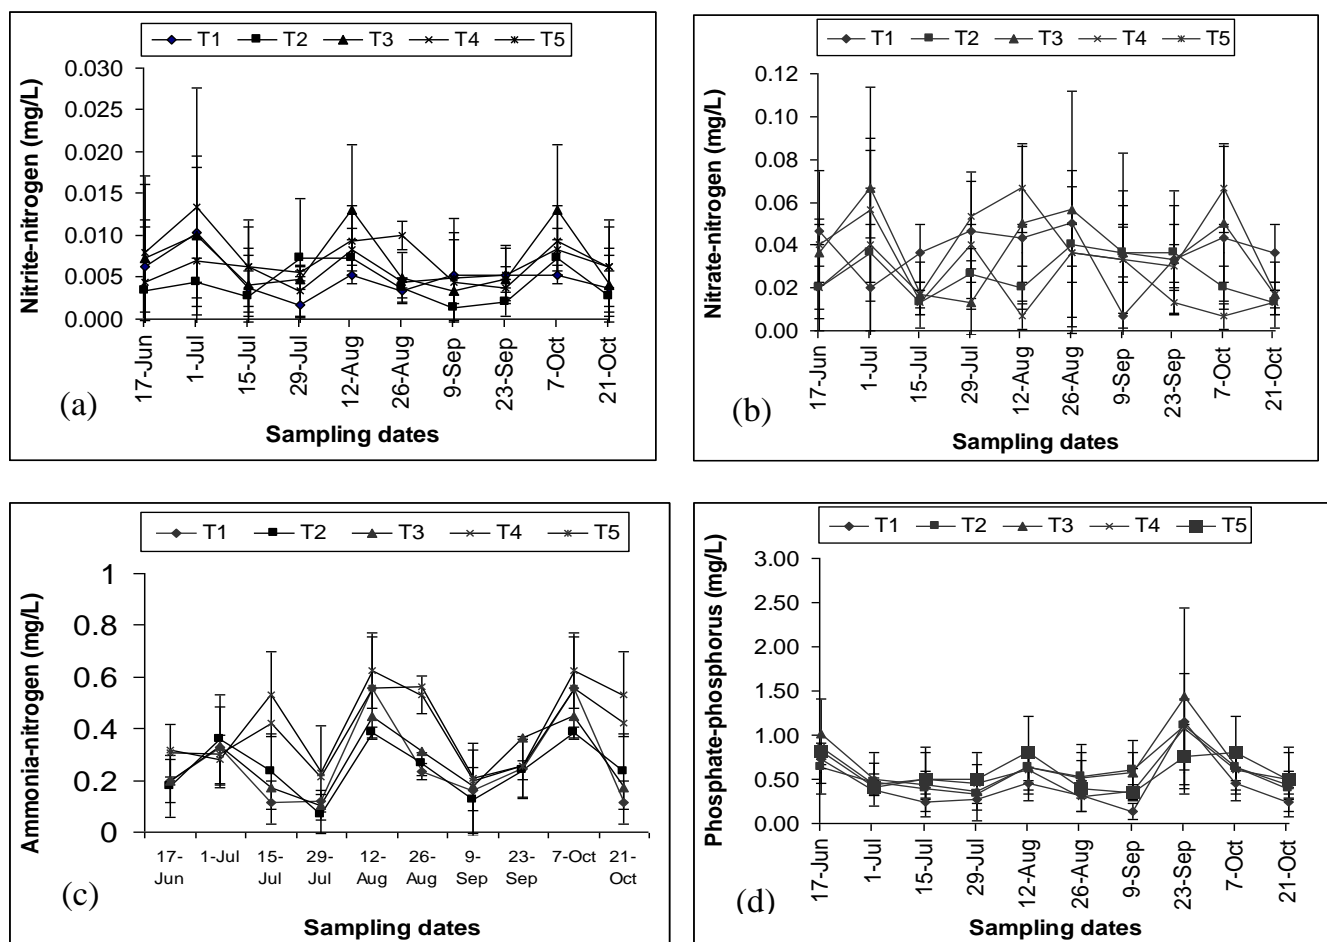 T1 T2 T3 T4 T5
Nitrite-nitrogen (mg/L)
0.030
0.025
0.020
0.015
0.010
0.005
0.000
17-Jun
1-Jul
15-Jul
29-Jul
12-Aug
26-Aug
9-Sep
23-Sep
7-Oct
21-Oct
(a)
Sampling dates
T1 T2 T3 T4 T5
Nitrate-nitrogen (mg/L)
0.12
0.10
0.08
0.06
0.04
0.02
0.00
17-Jun
1-Jul
15-Jul
29-Jul
12-Aug
26-Aug
9-Sep
23-Sep
7-Oct
21-Oct
(b)
Sampling dates
T1 T2 T3 T4 T5
Ammonia-nitrogen (mg/L)
1
0.8
0.6
0.4
0.2
0
17- 1-Jul 15- 29- 12- 26- 9- 23- 7-Oct 21-
Jun Jul Jul Aug Aug Sep Sep Oct
(c)
Sampling dates
T1 T2 T3 T4 T5
Phosphate-phosphorus (mg/L)
3.00
2.50
2.00
1.50
1.00
0.50
0.00
17-Jun
1-Jul
15-Jul
29-Jul
12-Aug
26-Aug
9-Sep
23-Sep
7-Oct
21-Oct
(d)
Sampling dates